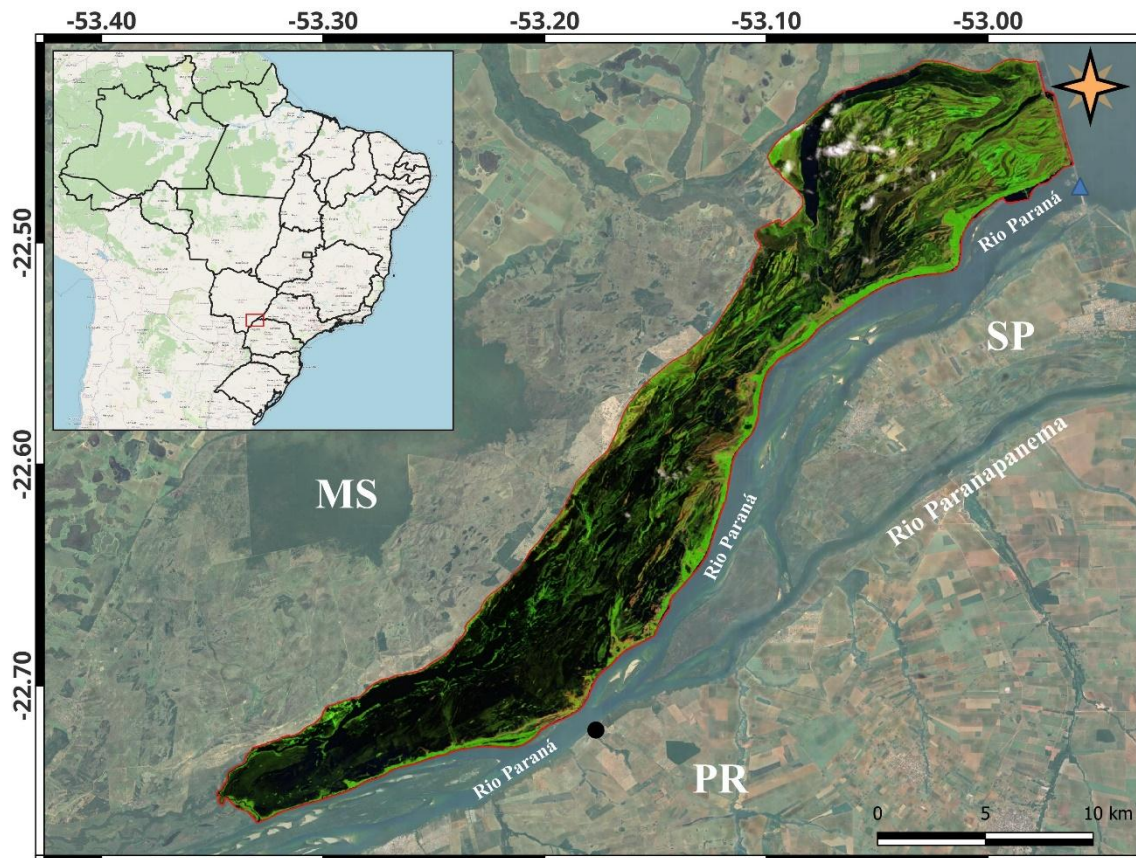 -53.40 -53.30 -53.20 -53.10 -53.00
-22.50
-22.60
-22.70
Rio Paraná
SP
Rio Paranapanema
MS
Rio Paraná
Rio Paraná
PR
0 5 10 km